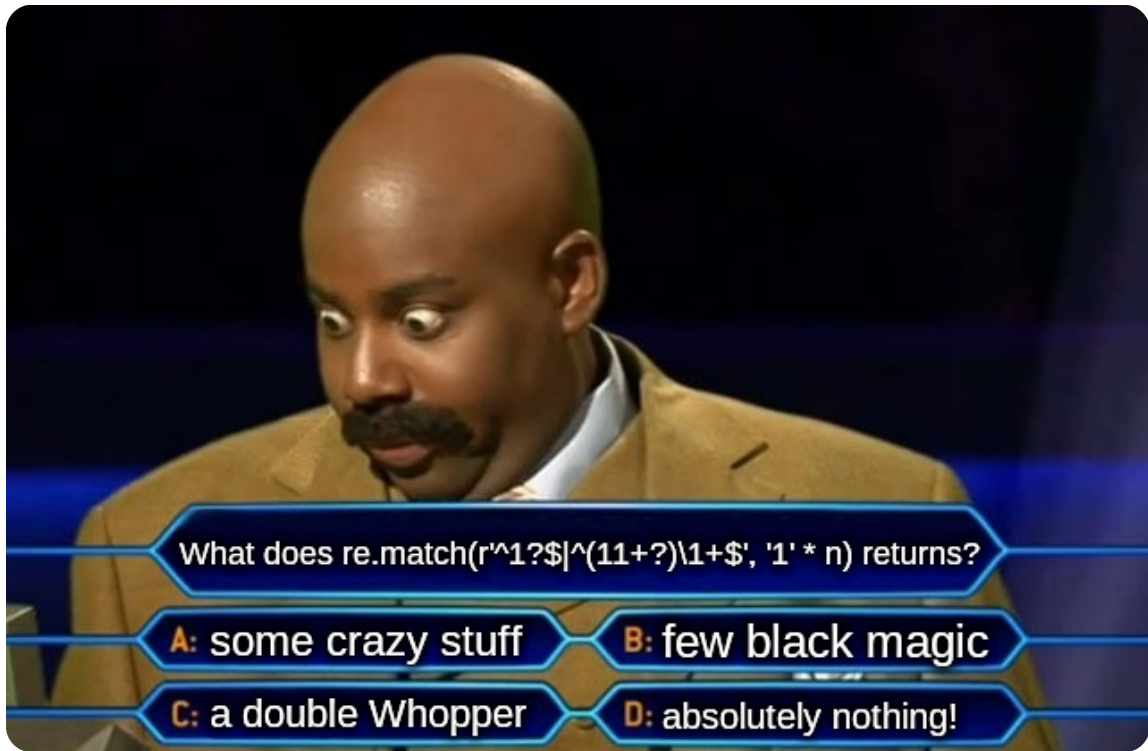 What does re.match(r'^1?$|^(11+?)\1+$', '1' * n) returns?
A: some crazy stuff
B: few black magic
C: a double Whopper
D: absolutely nothing!